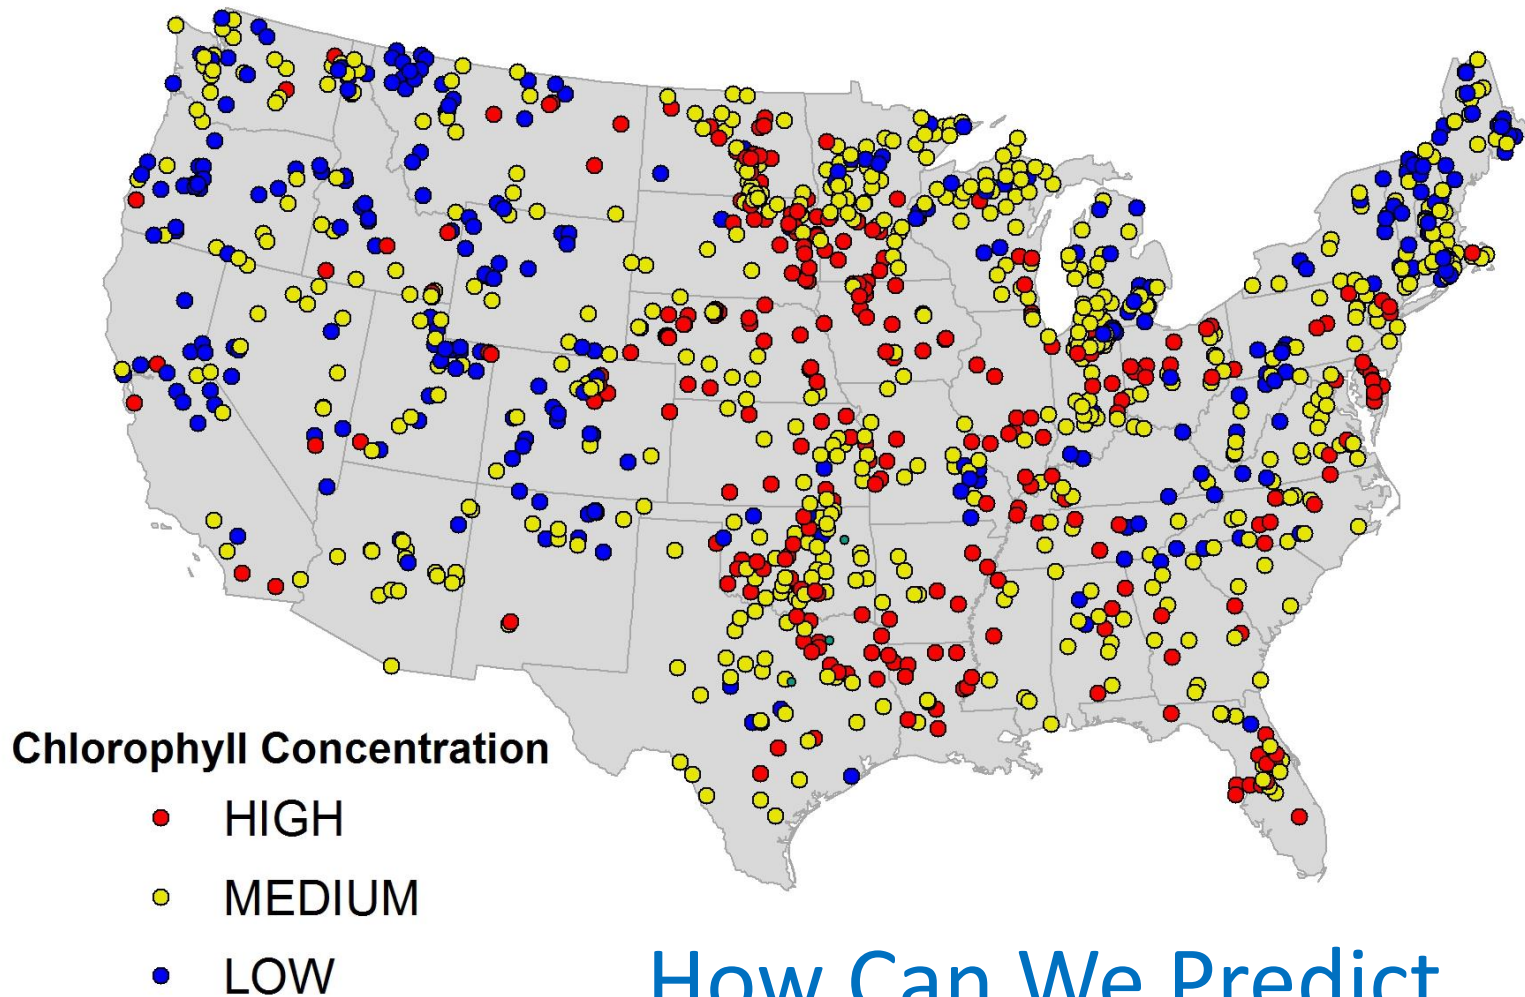 Chlorophyll Concentration
HIGH
MEDIUM
LOW
How Can We Predict